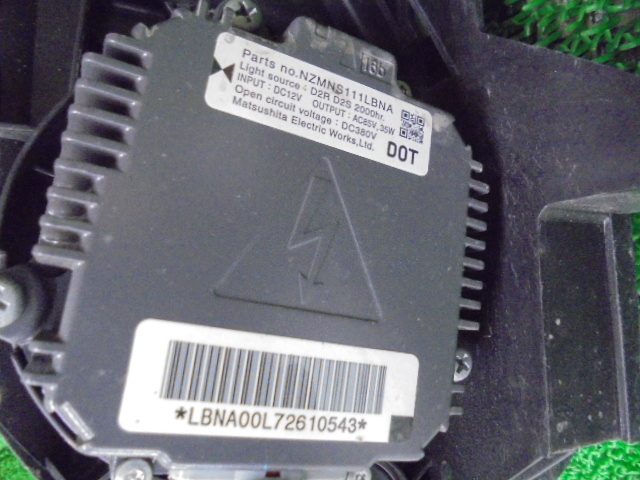 165
Parts no.NZMNS111LBNA
Light source : D2R D2S 2000hr.
INPUT : DC12V OUTPUT : AC85V,35W
Open circuit voltage : DC380V
Matsushita Electric Works,Ltd.
DOT
*LBNA00L72610543*